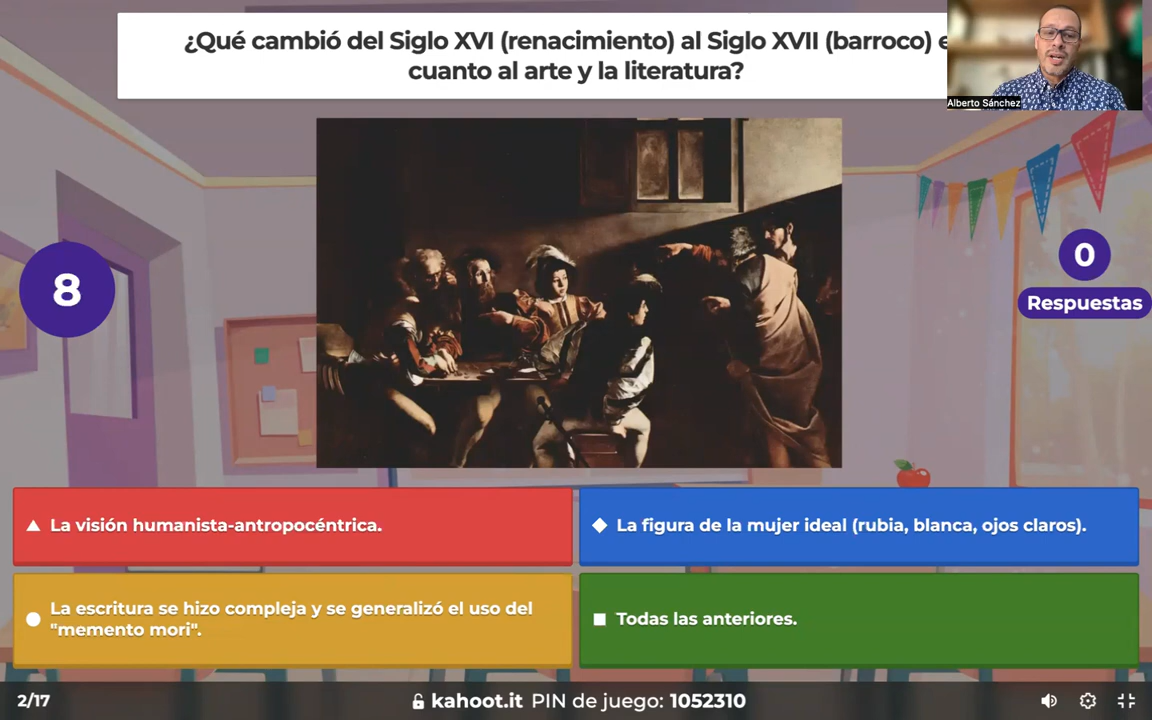 ¿Qué cambió del Siglo XVI (renacimiento) al Siglo XVII (barroco)
cuanto al arte y la literatura?
Alberto Sánchez
8
0
Respuestas
La visión humanista-antropocéntrica.
La figura de la mujer ideal (rubia, blanca, ojos claros).
La escritura se hizo compleja y se generalizó el uso del
"memento mori".
Todas las anteriores.
2/17
kahoot.it PIN de juego: 1052310